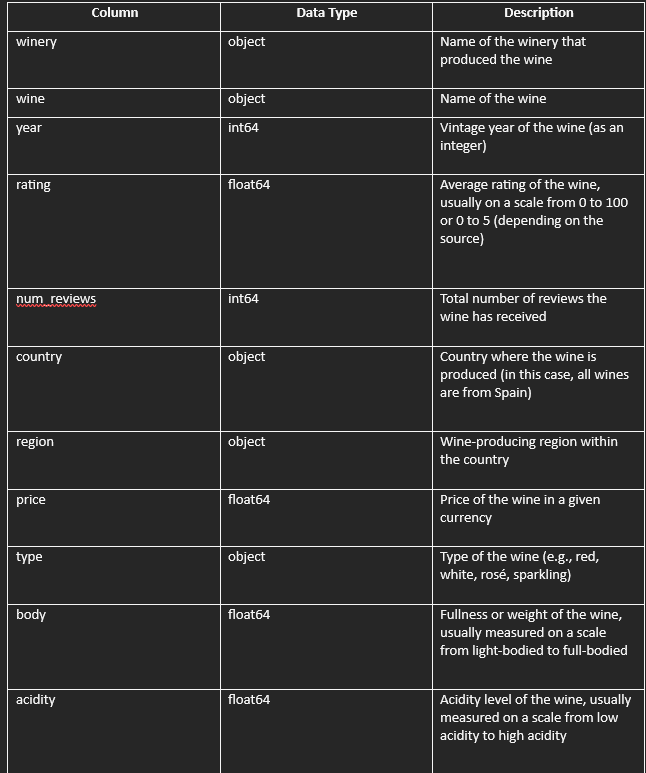 Column Data Type Description
winery object Name of the winery that
produced the wine
wine object Name of the wine
year int64 Vintage year of the wine (as an
integer)
rating float64 Average rating of the wine,
usually on a scale from 0 to 100
or 0 to 5 (depending on the
source)
num_reviews int64 Total number of reviews the
wine has received
country object Country where the wine is
produced (in this case, all wines
are from Spain)
region object Wine-producing region within
the country
price float64 Price of the wine in a given
currency
type object Type of the wine (e.g., red,
white, rosé, sparkling)
body float64 Fullness or weight of the wine,
usually measured on a scale
from light-bodied to full-bodied
acidity float64 Acidity level of the wine, usually
measured on a scale from low
acidity to high acidity